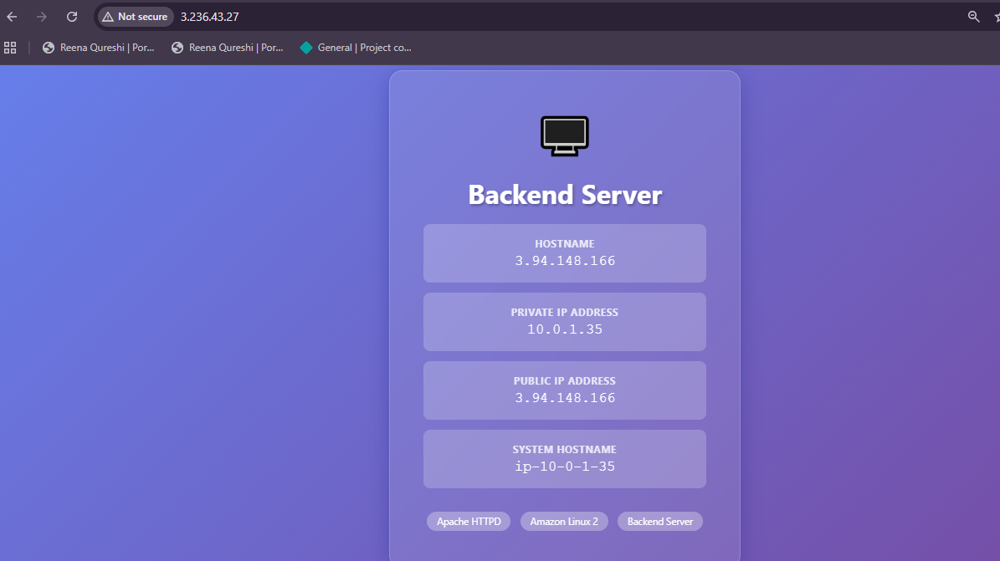 Not secure 3.236.43.27
Reena Qureshi | Por... Reena Qureshi | Por... General | Project co...
Backend Server
HOSTNAME
3.94.148.166
PRIVATE IP ADDRESS
10.0.1.35
PUBLIC IP ADDRESS
3.94.148.166
SYSTEM HOSTNAME
ip-10-0-1-35
Apache HTTPD Amazon Linux 2 Backend Server